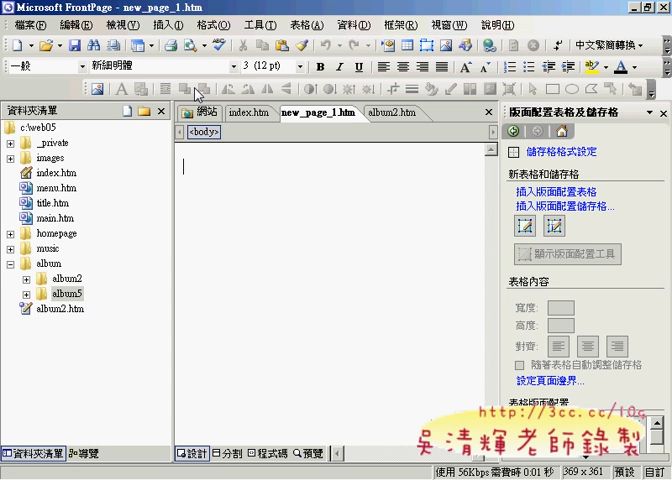 Microsoft FrontPage - new_page_1.htm
檔案(F) 編輯(E) 檢視(V) 插入(I) 格式(O) 工具(T) 表格(A) 資料(D) 框架(R) 視窗(W) 說明(H)
中文繁簡轉換
一般 新細明體 3 (12 pt) B I U A
資料夾清單
c:\web05
_private
images
index.htm
menu.htm
title.htm
main.htm
homepage
music
album
album2
album5
album2.htm
資料夾清單 導覽
網站 index.htm new_page_1.htm album2.htm
<body>
設計 分割 程式碼 預覽
版面配置表格及儲存格
儲存格格式設定
新表格和儲存格
插入版面配置表格
插入版面配置儲存格...
顯示版面配置工具
表格內容
寬度:
高度:
對齊:
隨著表格自動調整儲存格
設定頁面邊界...
表格版面配置
http://3cc.cc/10g
吳清輝老師錄製
使用 56Kbps 需費時 0:01 秒 369 x 361 預設 自訂